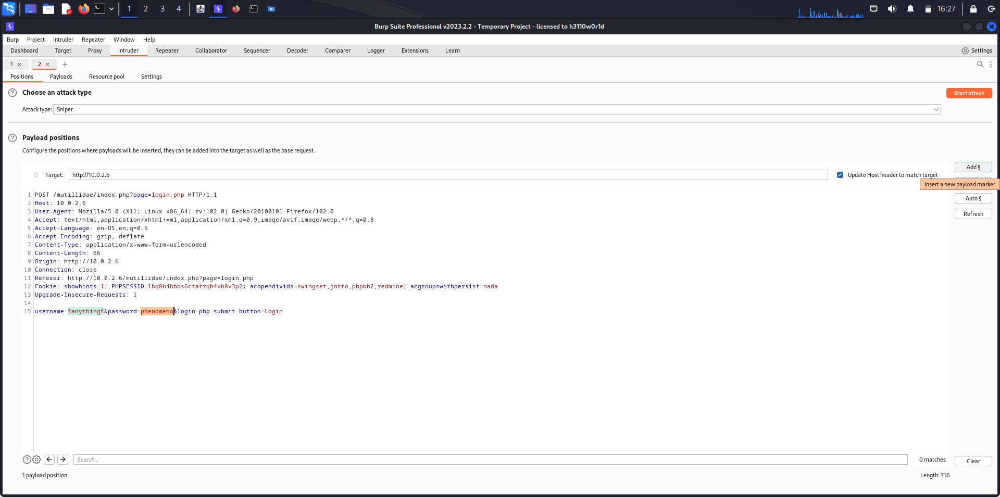 1 2 3 4 16:27
Burp Suite Professional v2023.2.2 - Temporary Project - licensed to h3110w0r1d
Burp Project Intruder Repeater Window Help
Dashboard Target Proxy Intruder Repeater Collaborator Sequencer Decoder Comparer Logger Extensions Learn Settings
1 × 2 × +
Positions Payloads Resource pool Settings
? Choose an attack type
Start attack
Attack type: Sniper
? Payload positions
Configure the positions where payloads will be inserted, they can be added into the target as well as the base request.
Add §
Target: http://10.0.2.6 Update Host header to match target
Insert a new payload marker
Auto §
Refresh
1 POST /mutillidae/index.php?page=login.php HTTP/1.1
2 Host: 10.0.2.6
3 User-Agent: Mozilla/5.0 (X11; Linux x86_64; rv:102.0) Gecko/20100101 Firefox/102.0
4 Accept: text/html,application/xhtml+xml,application/xml;q=0.9,image/avif,image/webp,*/*;q=0.8
5 Accept-Language: en-US,en;q=0.5
6 Accept-Encoding: gzip, deflate
7 Content-Type: application/x-www-form-urlencoded
8 Content-Length: 66
9 Origin: http://10.0.2.6
10 Connection: close
11 Referer: http://10.0.2.6/mutillidae/index.php?page=login.php
12 Cookie: showhints=1; PHPSESSID=lhq8h4hbbs6ctatrqb4vb8v3p2; acopendivids=swingset,jotto,phpbb2,redmine; acgroupswithpersist=nada
13 Upgrade-Insecure-Requests: 1
14
15 username=§anything§&password=phenomeno&login-php-submit-button=Login
? Search... 0 matches Clear
1 payload position Length: 716